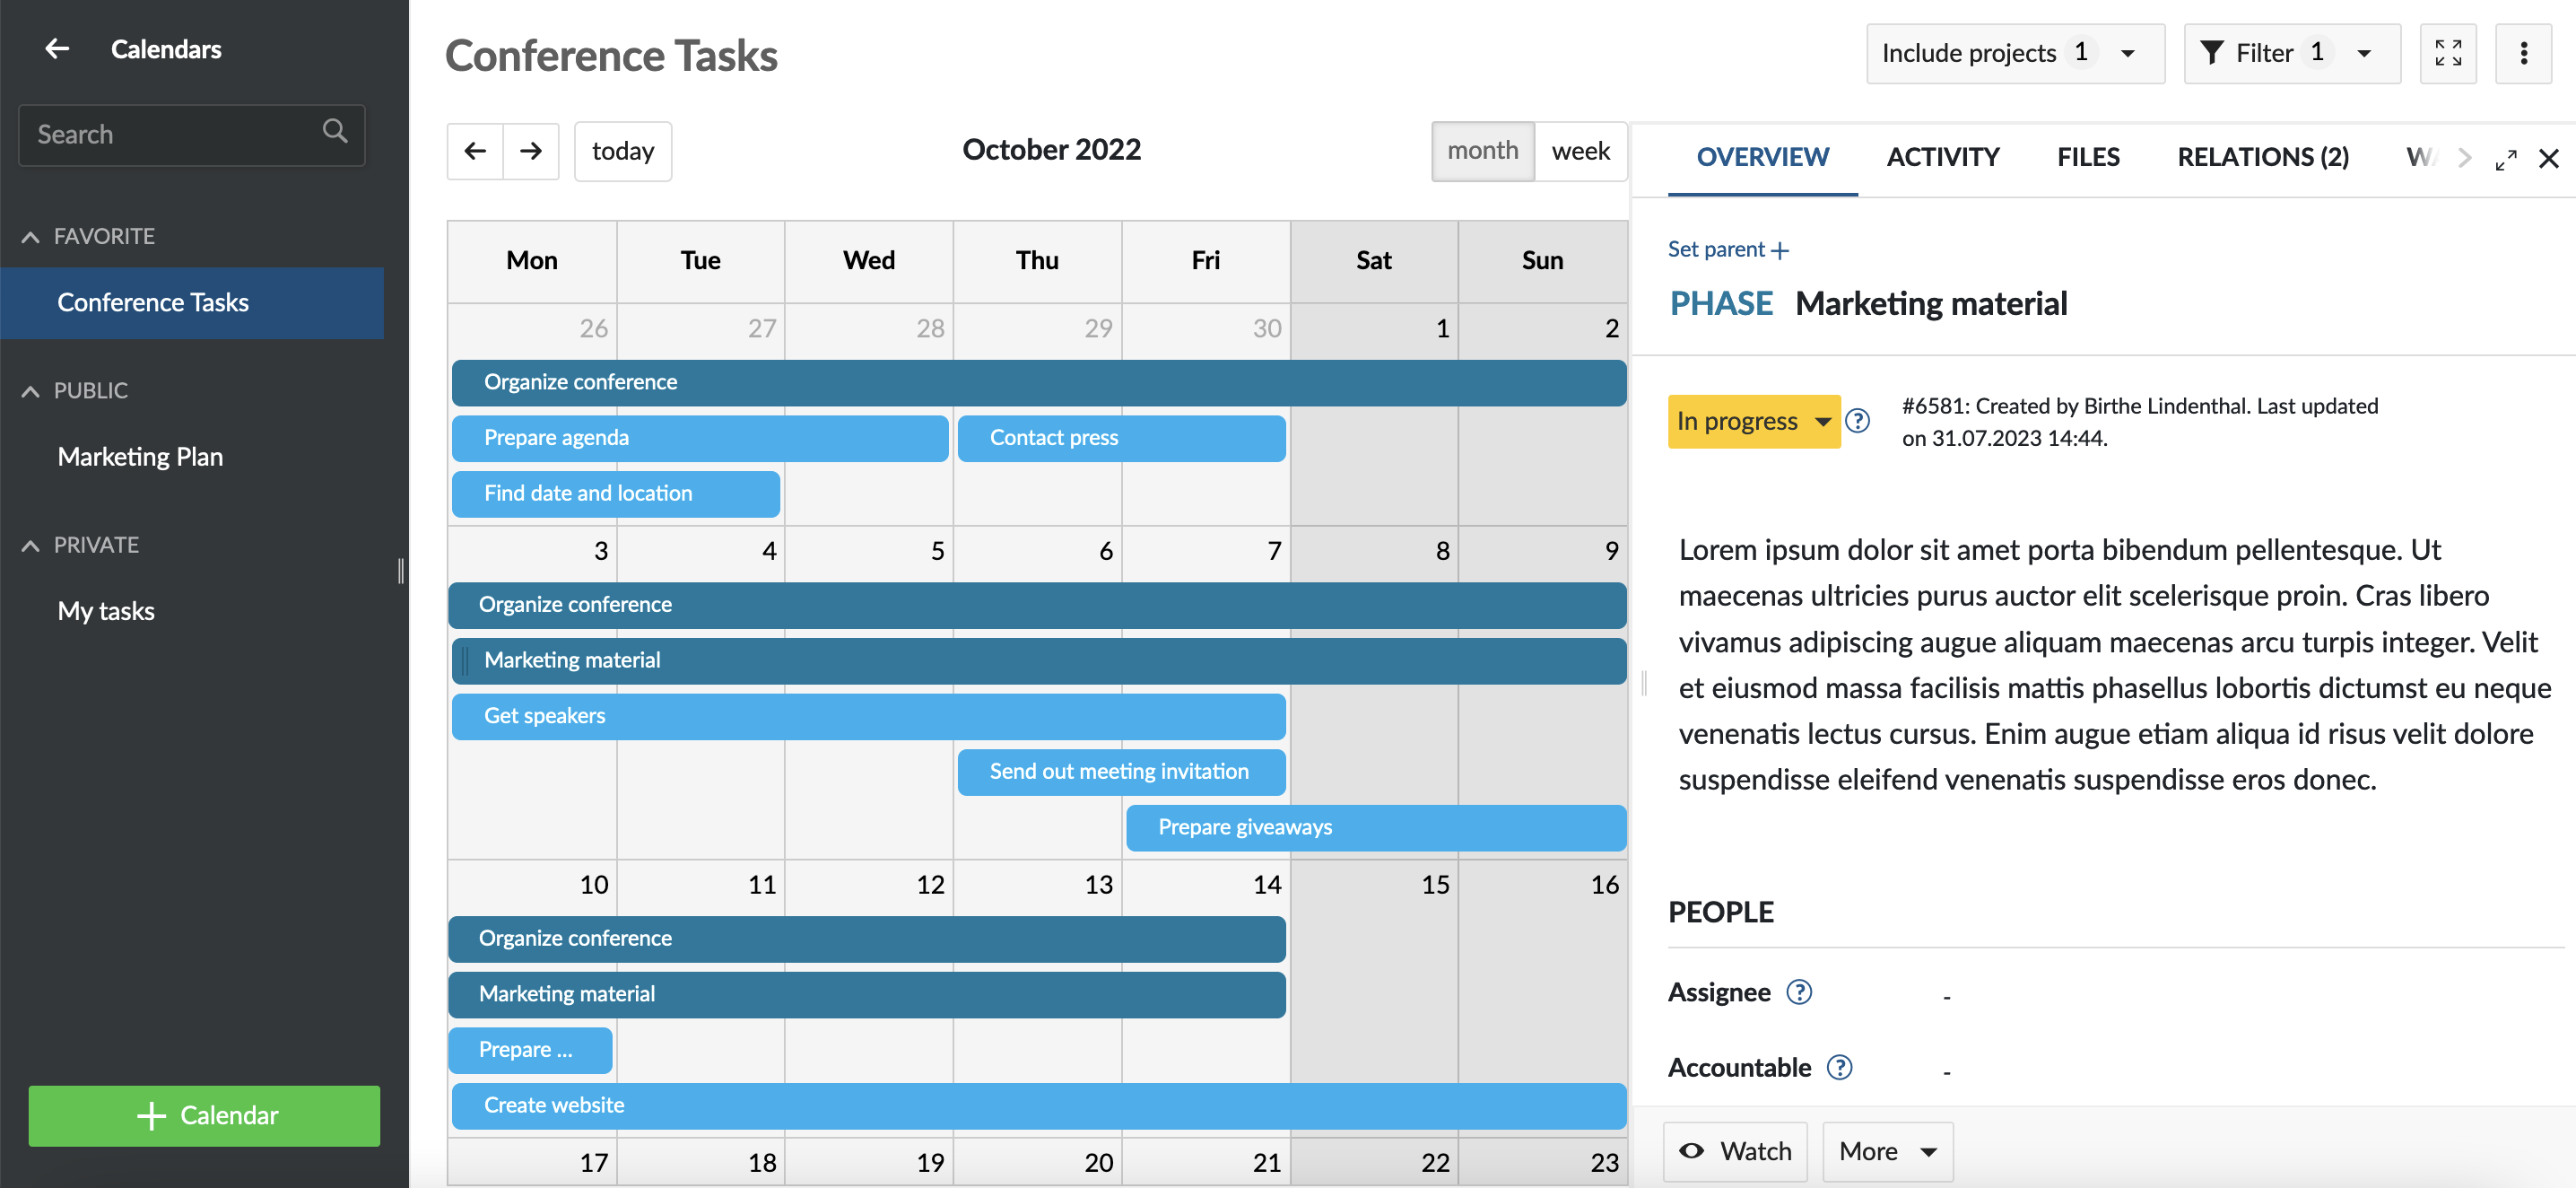 Calendars
Search
FAVORITE
Conference Tasks
PUBLIC
Marketing Plan
PRIVATE
My tasks
Calendar
Conference Tasks
Include projects 1
Filter 1
today
October 2022
month week
Mon Tue Wed Thu Fri Sat Sun
26 27 28 29 30 1 2
Organize conference
Prepare agenda Contact press
Find date and location
3 4 5 6 7 8 9
Organize conference
Marketing material
Get speakers
Send out meeting invitation
Prepare giveaways
10 11 12 13 14 15 16
Organize conference
Marketing material
Prepare ...
Create website
17 18 19 20 21 22 23
OVERVIEW ACTIVITY FILES RELATIONS (2)
Set parent +
PHASE Marketing material
In progress
#6581: Created by Birthe Lindenthal. Last updated
on 31.07.2023 14:44.
Lorem ipsum dolor sit amet porta bibendum pellentesque. Ut
maecenas ultricies purus auctor elit scelerisque proin. Cras libero
vivamus adipiscing augue aliquam maecenas arcu turpis integer. Velit
et eiusmod massa facilisis mattis phasellus lobortis dictumst eu neque
venenatis lectus cursus. Enim augue etiam aliqua id risus velit dolore
suspendisse eleifend venenatis suspendisse eros donec.
PEOPLE
Assignee ? -
Accountable ? -
Watch More